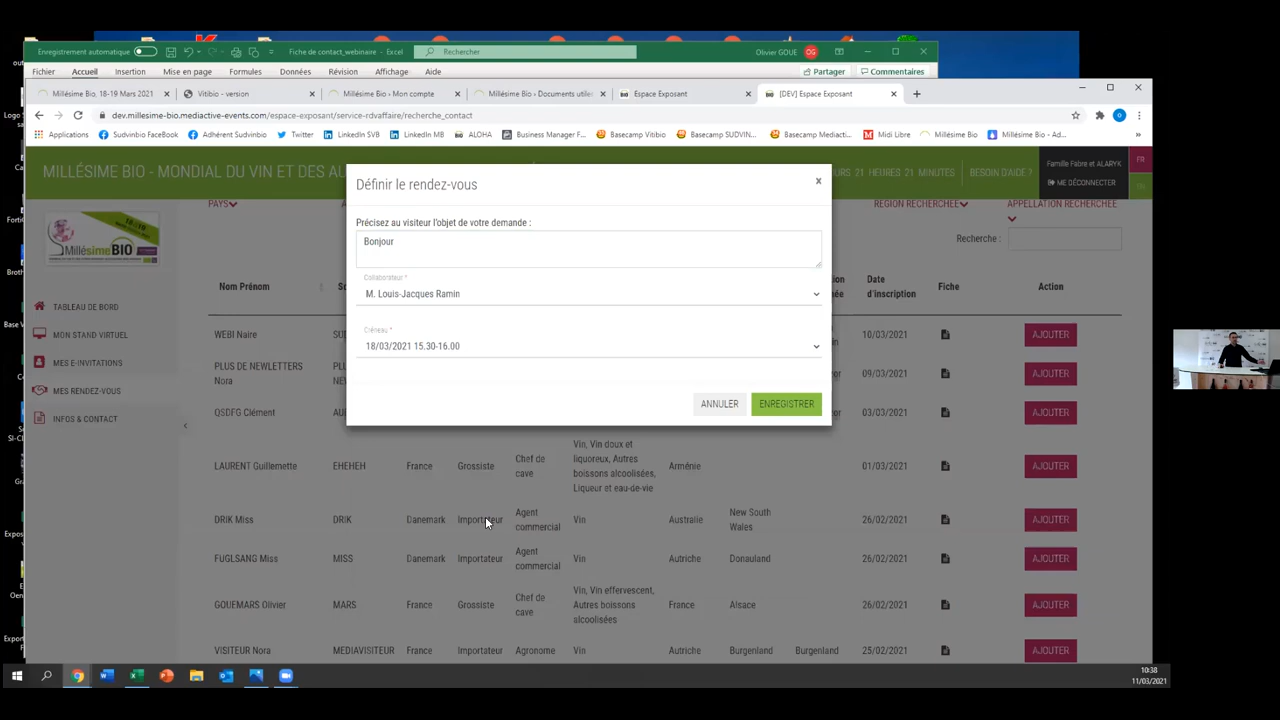 Enregistrement automatique
Fiche de contact_webinaire - Excel
Rechercher
Olivier GOUE
OG
Fichier Accueil Insertion Mise en page Formules Données Révision Affichage Aide
Partager Commentaires
Millésime Bio, 18-19 Mars 2021
Vitibio - version
Millésime Bio › Mon compte
Millésime Bio › Documents utile
Espace Exposant
[DEV] Espace Exposant
dev.millesime-bio.mediactive-events.com/espace-exposant/service-rdvaffaire/recherche_contact
Applications Sudvinbio FaceBook Adhérent Sudvinbio Twitter LinkedIn SVB LinkedIn MB ALOHA Business Manager F... Basecamp Vitibio Basecamp SUDVIN... Basecamp Mediacti... Midi Libre Millésime Bio Millésime Bio - Ad...
MILLÉSIME BIO - MONDIAL DU VIN ET DES AU
OURS 21 HEURES 21 MINUTES
BESOIN D'AIDE ?
Famille Fabre et ALARYK
ME DÉCONNECTER
FR
EN
MillésimeBIO
TABLEAU DE BORD
MON STAND VIRTUEL
MES E-INVITATIONS
MES RENDEZ-VOUS
INFOS & CONTACT
PAYS
REGION RECHERCHEE
APPELLATION RECHERCHEE
Recherche :
Définir le rendez-vous
×
Précisez au visiteur l'objet de votre demande :
Bonjour
Collaborateur *
M. Louis-Jacques Ramin
Créneau *
18/03/2021 15.30-16.00
ANNULER
ENREGISTRER
Nom Prénom
Date d'inscription
Fiche
Action
WEBI Naire 10/03/2021 AJOUTER
PLUS DE NEWLETTERS Nora 09/03/2021 AJOUTER
QSDFG Clément 03/03/2021 AJOUTER
LAURENT Guillemette EHEHEH France Grossiste Chef de cave Vin, Vin doux et liquoreux, Autres boissons alcoolisées, Liqueur et eau-de-vie Arménie 01/03/2021 AJOUTER
DRIK Miss DRIK Danemark Importateur Agent commercial Vin Australie New South Wales 26/02/2021 AJOUTER
FUGLSANG Miss MISS Danemark Importateur Agent commercial Vin Autriche Donauland 26/02/2021 AJOUTER
GOUEMARS Olivier MARS France Grossiste Chef de cave Vin, Vin effervescent, Autres boissons alcoolisées France Alsace 26/02/2021 AJOUTER
VISITEUR Nora MEDIAVISITEUR France Importateur Agronome Vin Autriche Burgenland Burgenland 25/02/2021 AJOUTER
10:38
11/03/2021